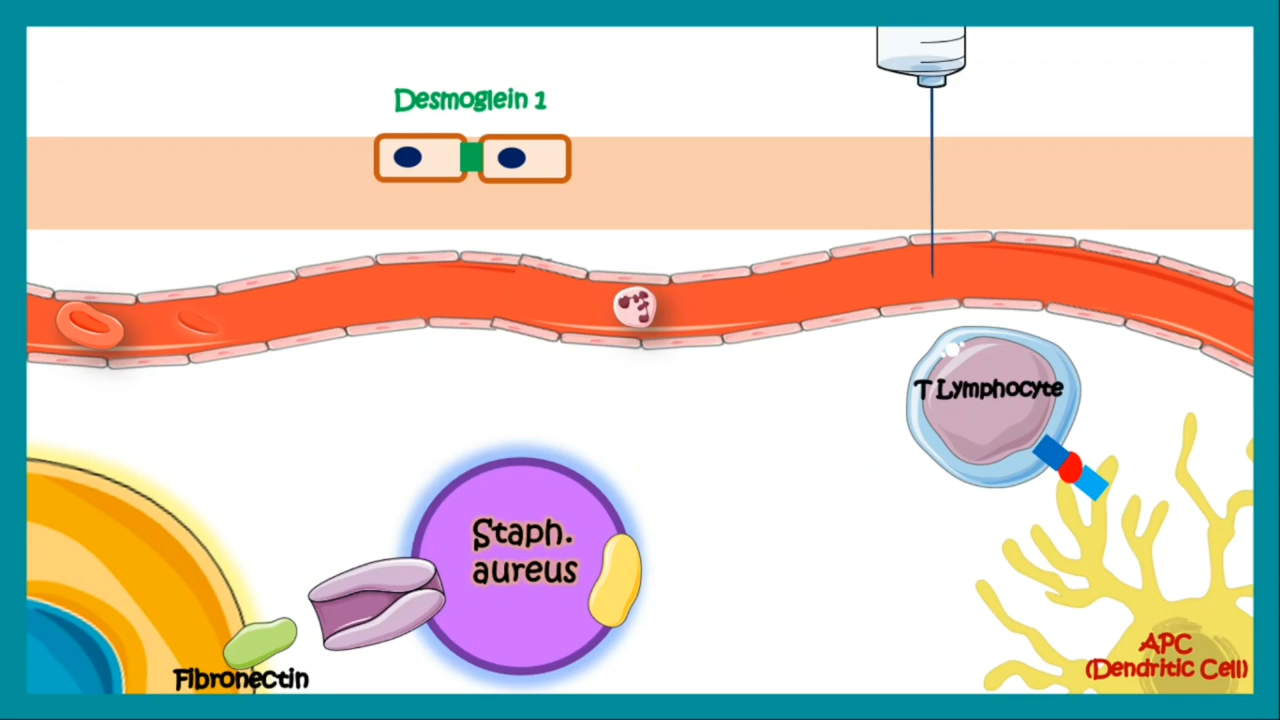 Desmoglein 1
T Lymphocyte
Staph.
aureus
Fibronectin
APC
(Dendritic Cell)